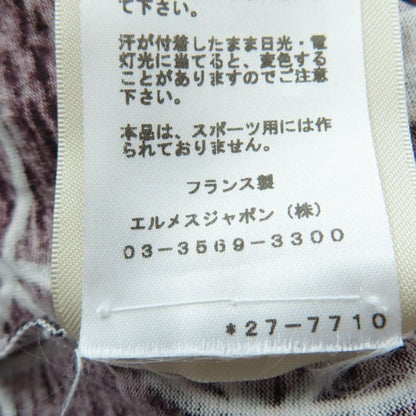 て下さい。
汗が付着したまま日光・電
灯光に当てると、変色する
ことがありますのでご注意
下さい。
本品は、スポーツ用には作
られておりません。
フランス製
エルメスジャポン（株）
03-3569-3300
*27-7710